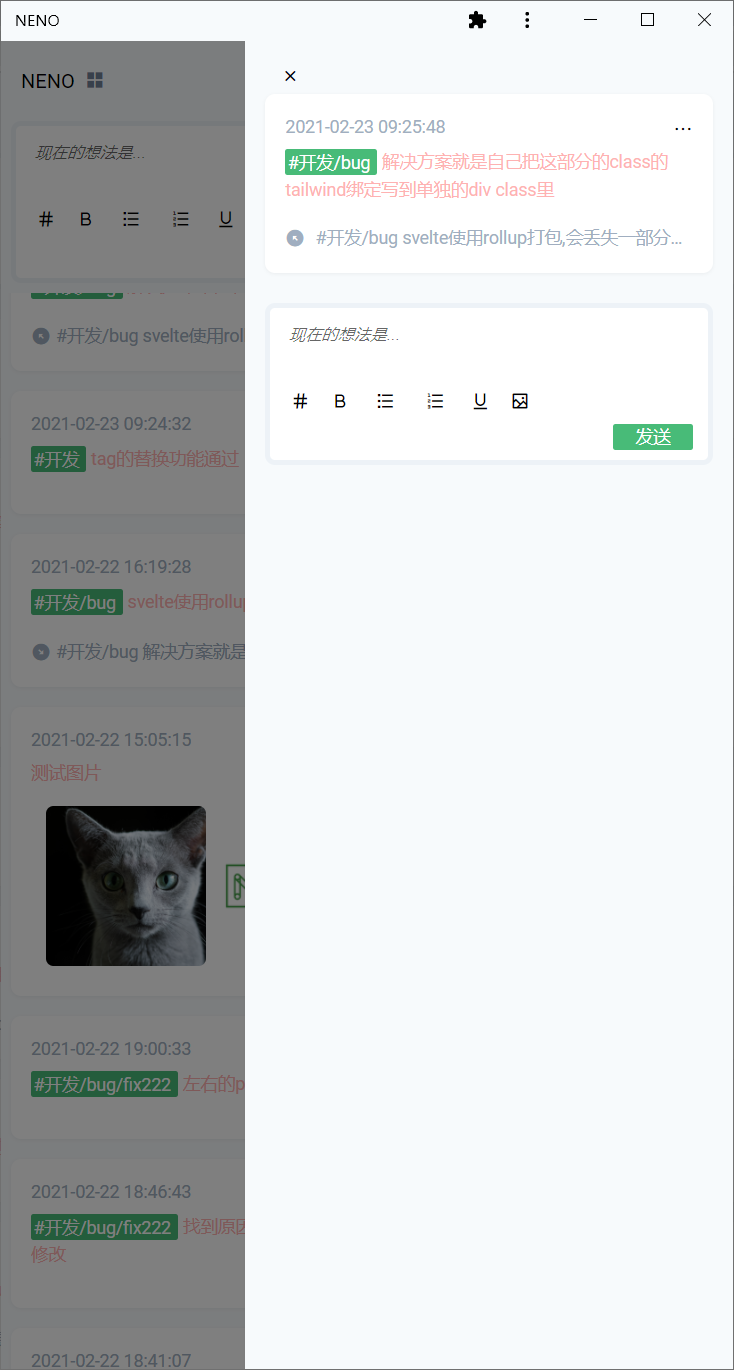 NENO
NENO
现在的想法是...
#开发/bug svelte使用rol
2021-02-23 09:24:32
#开发 tag的替换功能通过
2021-02-22 16:19:28
#开发/bug svelte使用rollup
#开发/bug 解决方案就是
2021-02-22 15:05:15
测试图片
2021-02-22 19:00:33
#开发/bug/fix222 左右的p
2021-02-22 18:46:43
#开发/bug/fix222 找到原因
修改
2021-02-22 18:41:07
2021-02-23 09:25:48
#开发/bug 解决方案就是自己把这部分的class的
tailwind绑定写到单独的div class里
#开发/bug svelte使用rollup打包,会丢失一部分...
现在的想法是...
发送